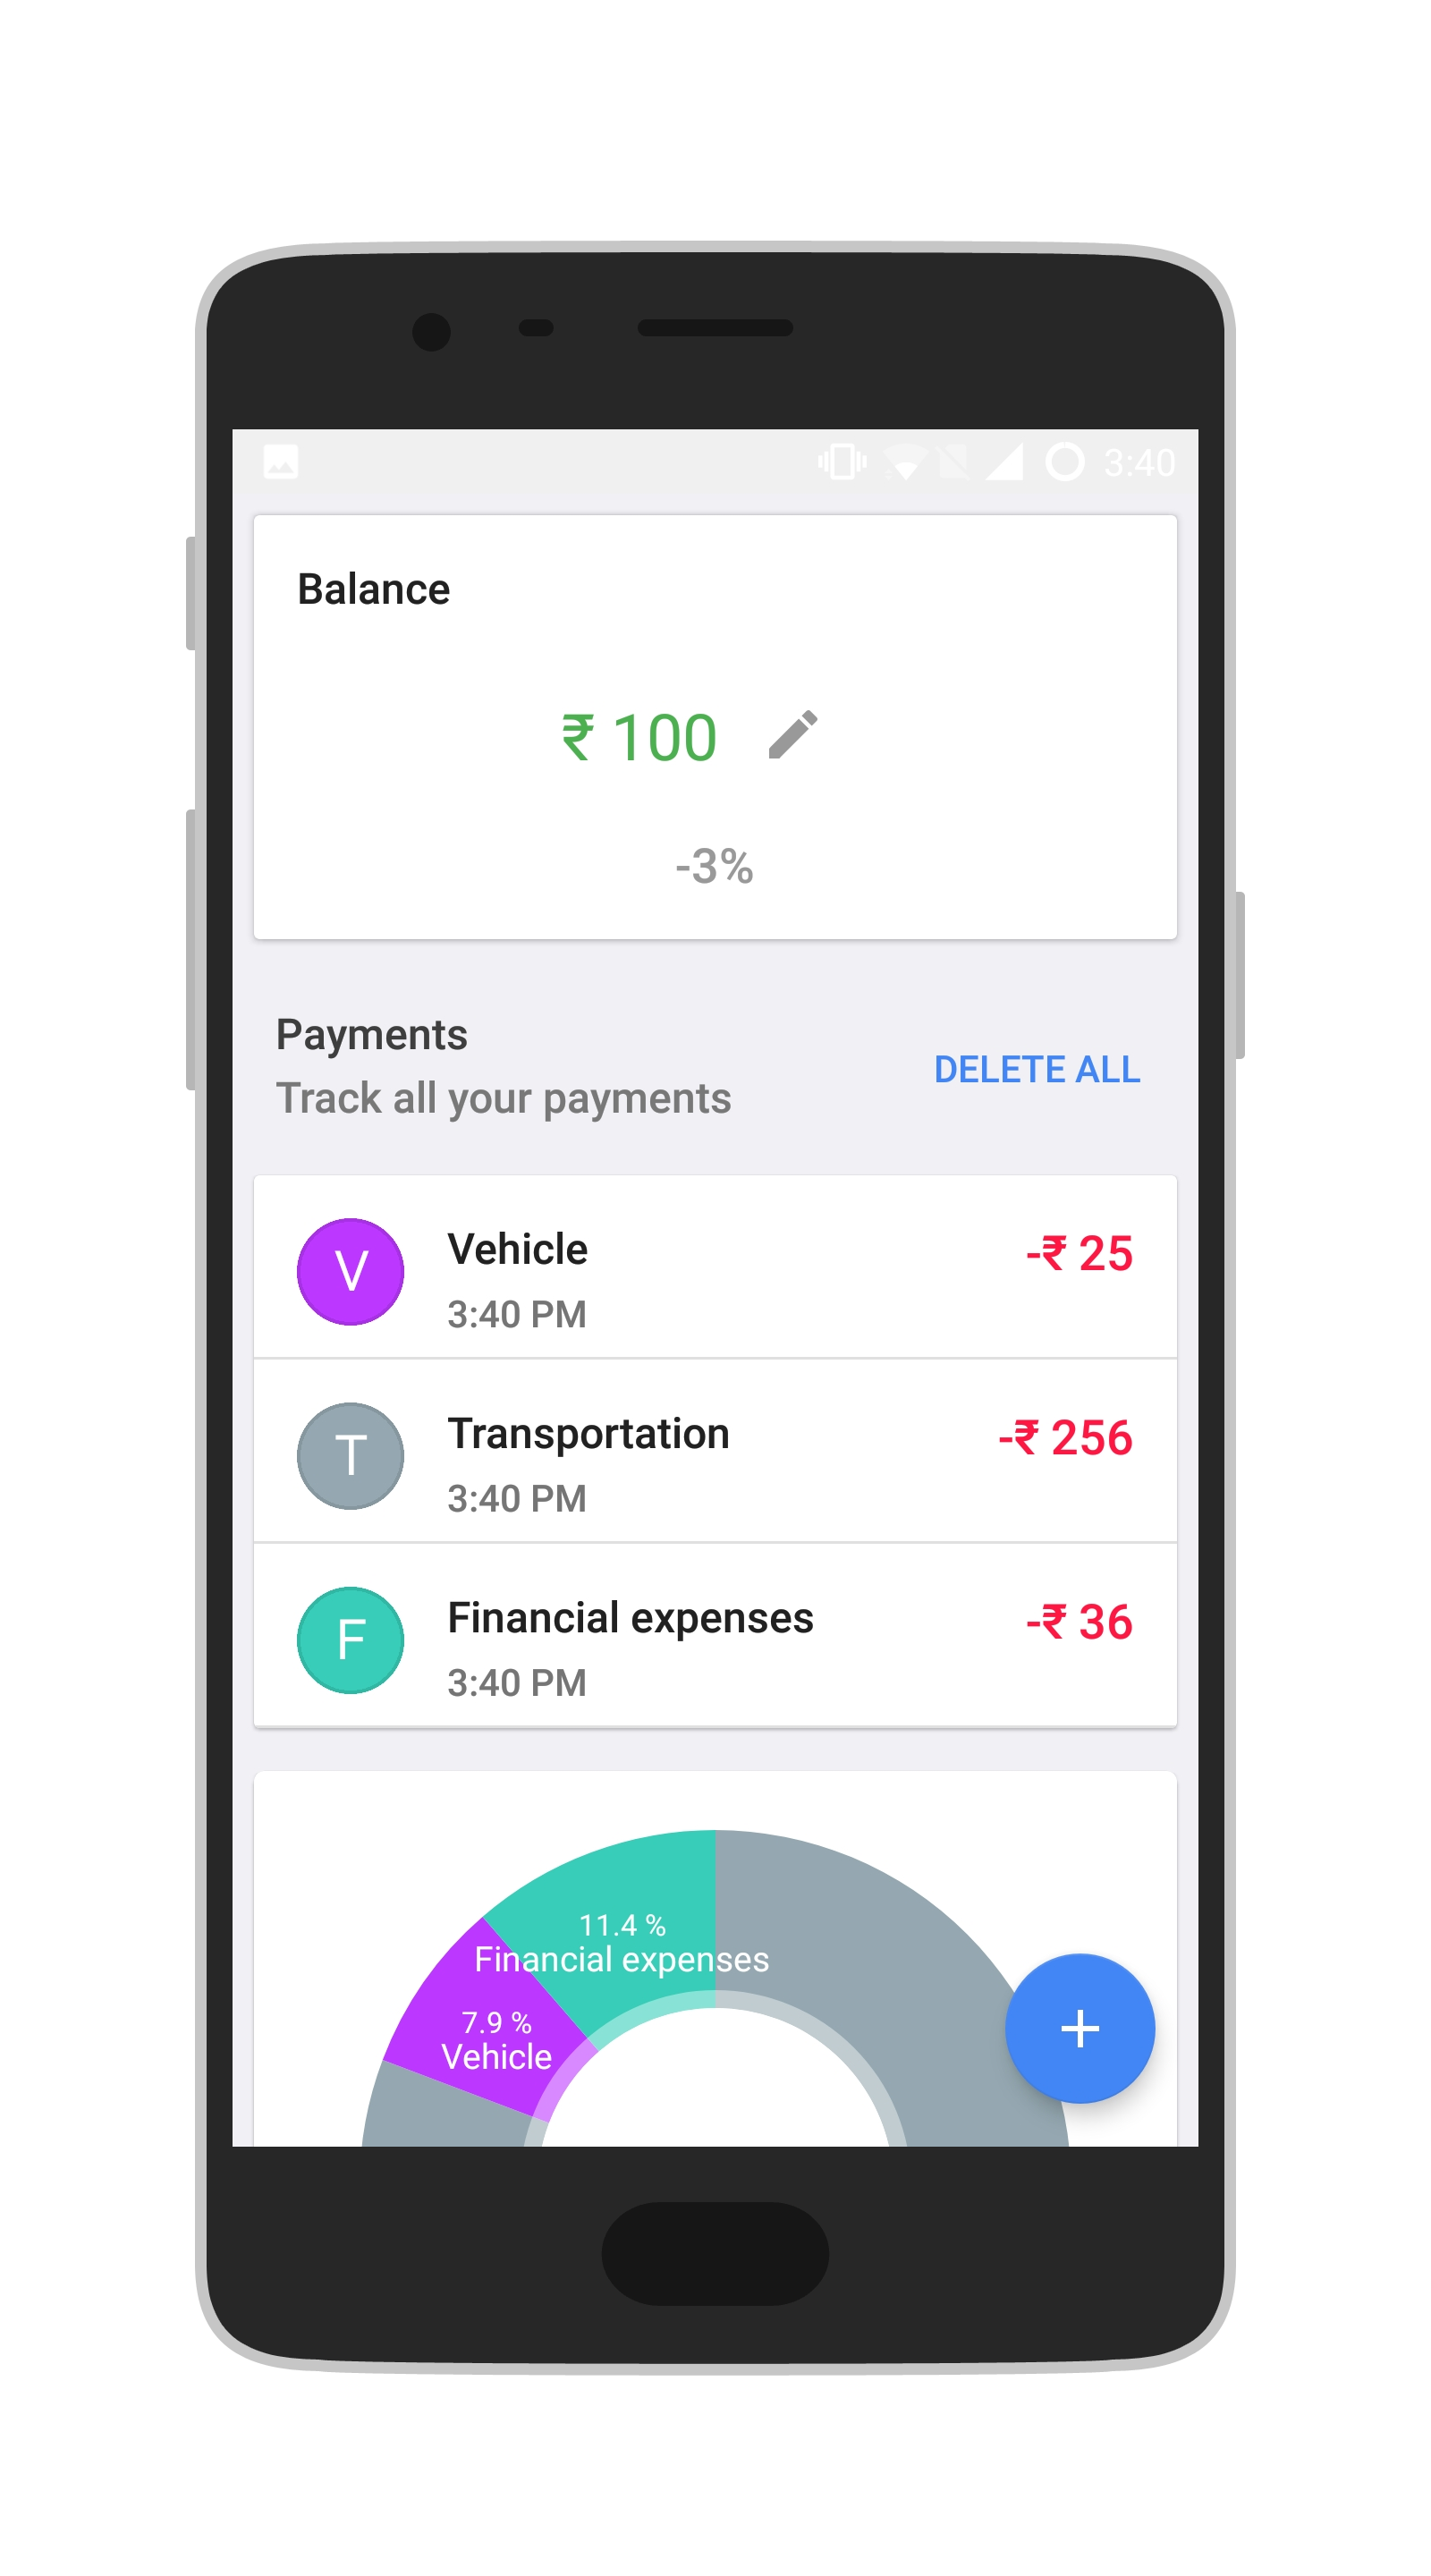 3:40
Balance
₹ 100
-3%
Payments
Track all your payments
DELETE ALL
V
Vehicle
-₹ 25
3:40 PM
T
Transportation
-₹ 256
3:40 PM
F
Financial expenses
-₹ 36
3:40 PM
11.4 %
Financial expenses
7.9 %
Vehicle
+